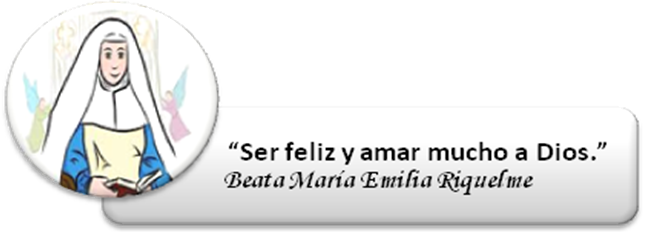 “Ser feliz y amar mucho a Dios.”
Beata María Emilia Riquelme